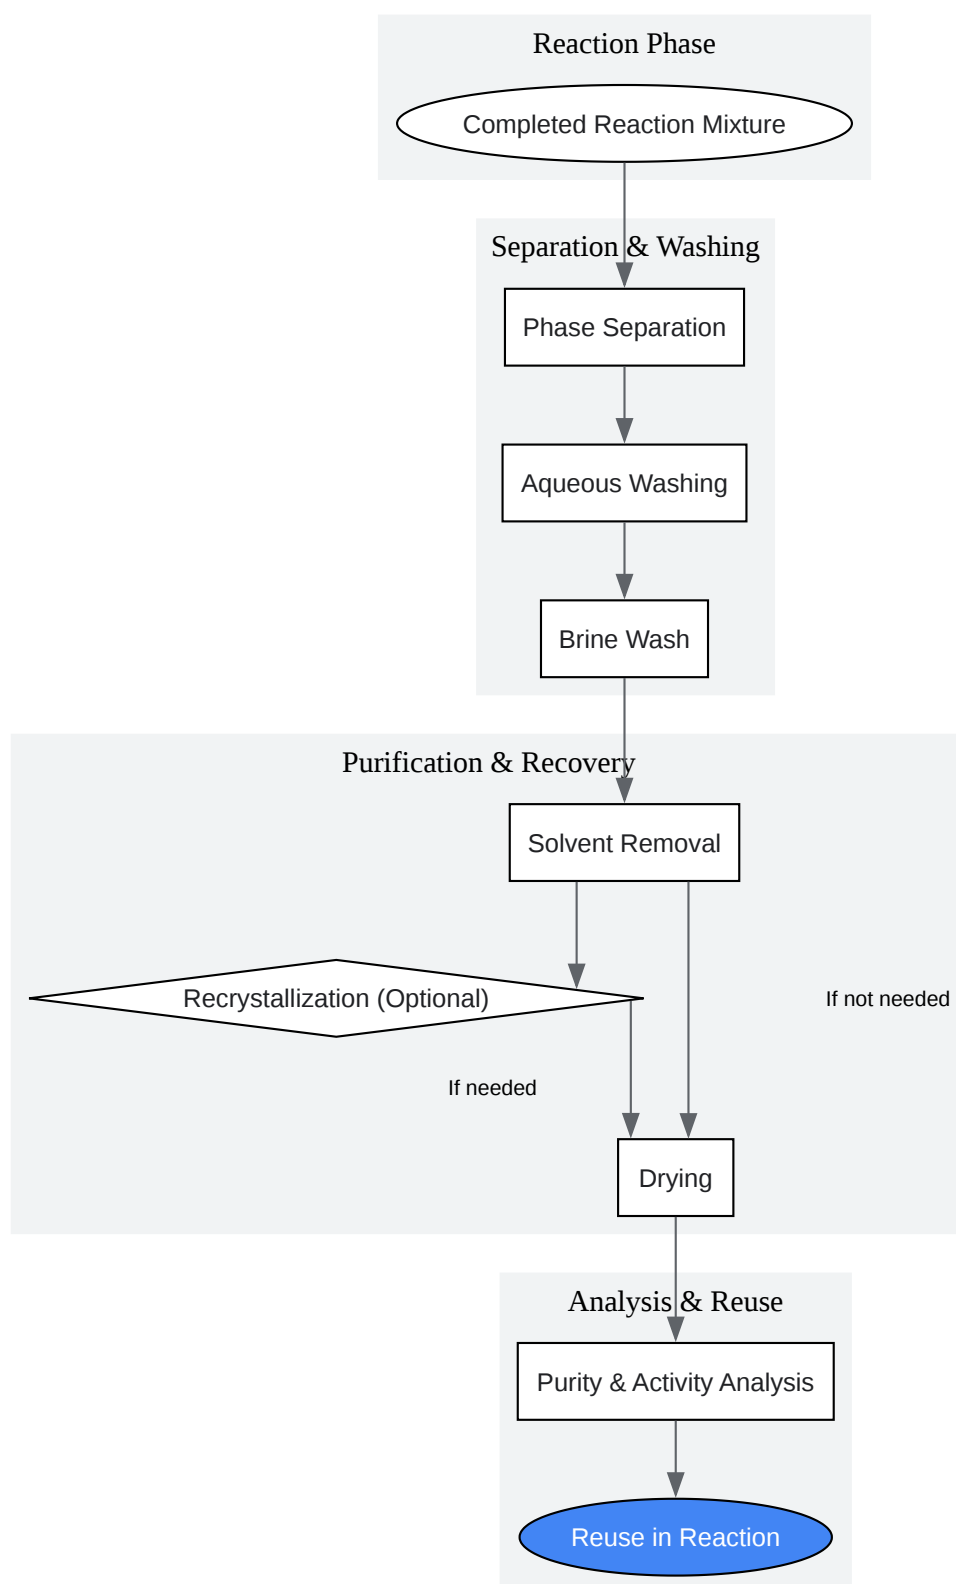 Reaction Phase
Completed Reaction Mixture
Separation & Washing
Phase Separation
Aqueous Washing
Brine Wash
Purification & Recovery
Solvent Removal
Recrystallization (Optional)
If not needed
If needed
Drying
Analysis & Reuse
Purity & Activity Analysis
Reuse in Reaction